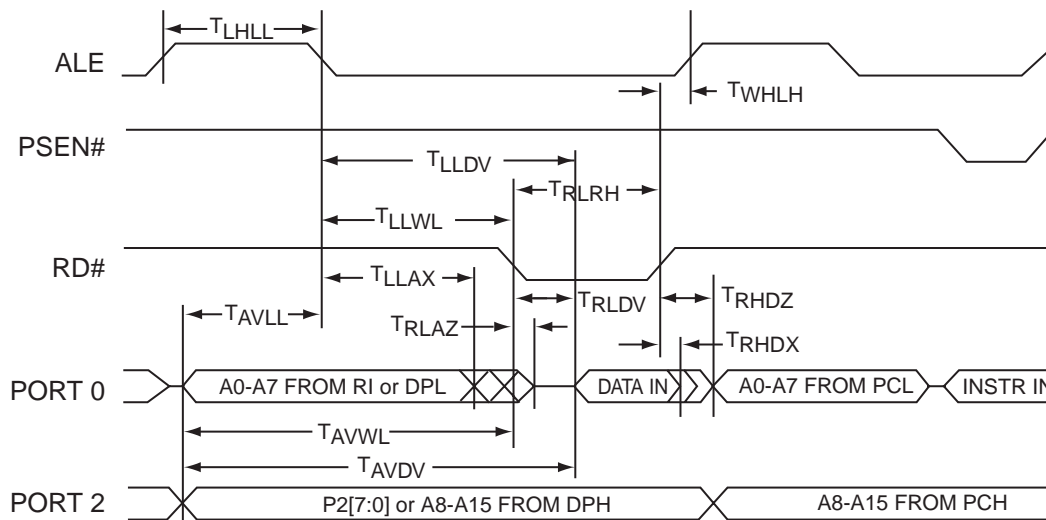 TLHLL
ALE
TWHLH
PSEN#
TLLDV
TRLRH
TLLWL
RD#
TLLAX
TRLDV
TRHDZ
TAVLL
TRLAZ
TRHDX
PORT 0
A0-A7 FROM RI or DPL
DATA IN
A0-A7 FROM PCL
INSTR IN
TAVWL
TAVDV
PORT 2
P2[7:0] or A8-A15 FROM DPH
A8-A15 FROM PCH